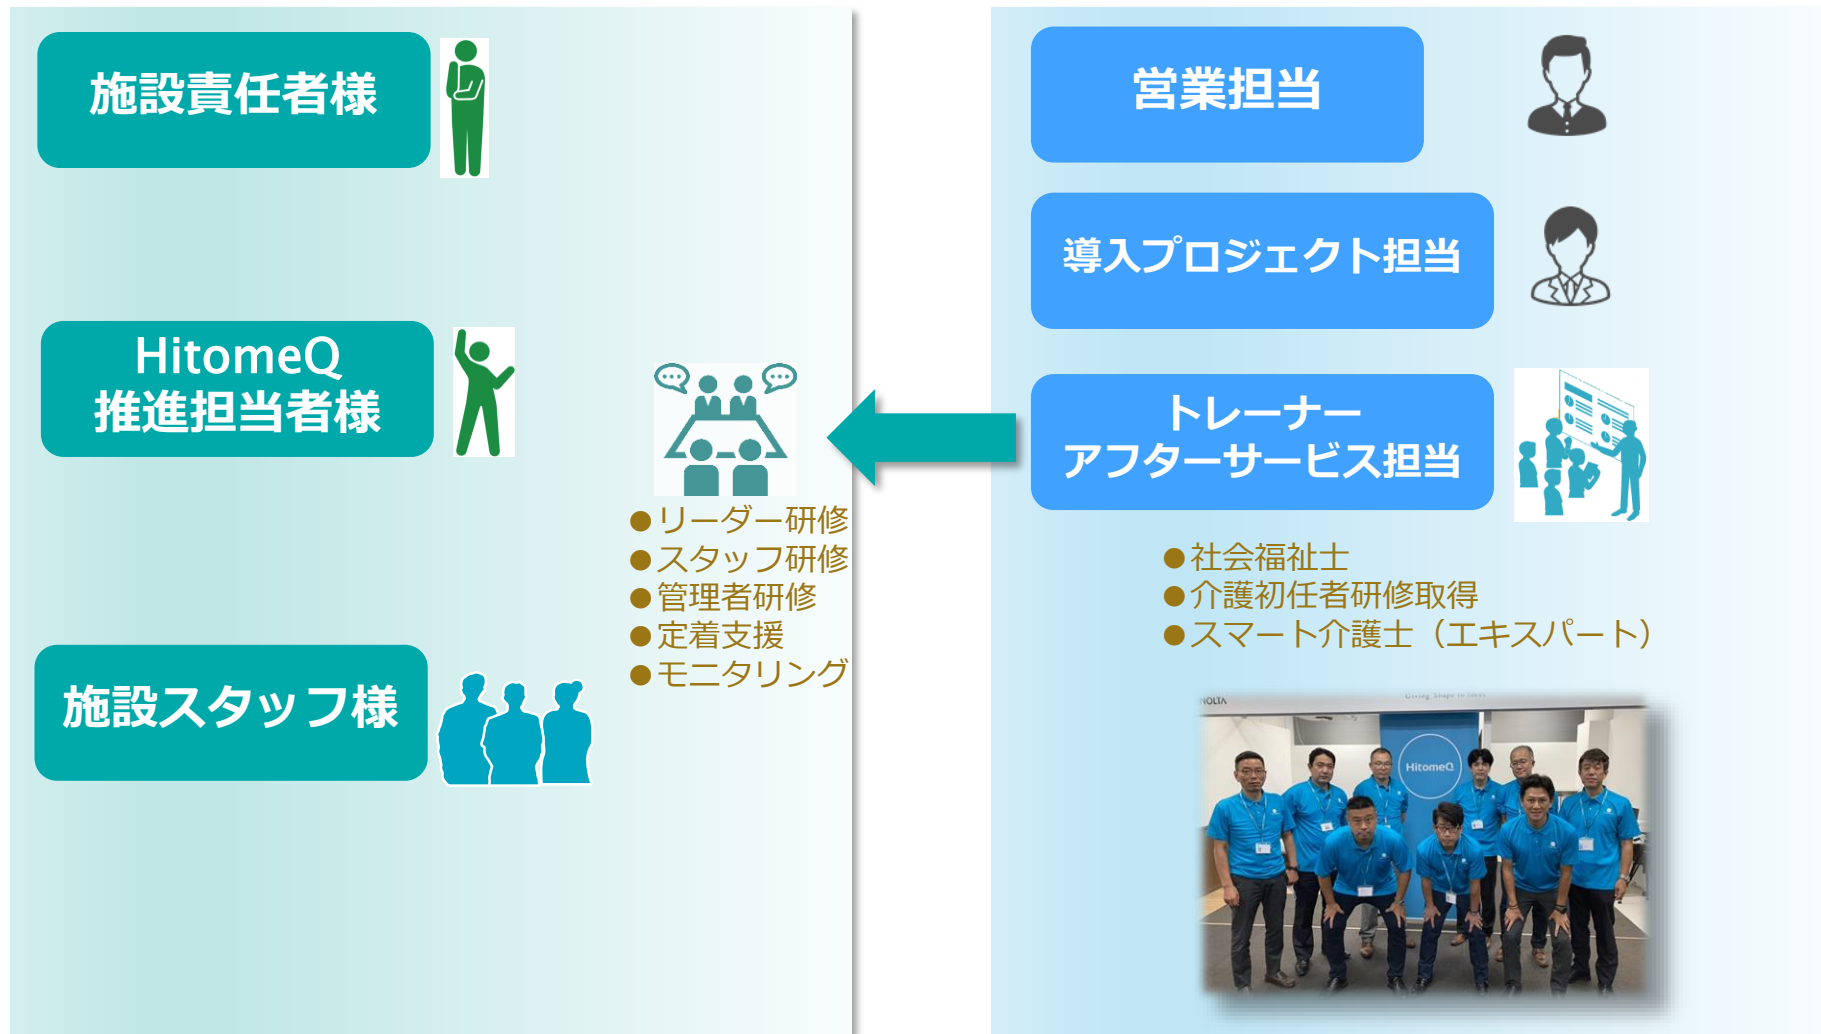 施設責任者様
HitomeQ
推進担当者様
施設スタッフ様
●リーダー研修
●スタッフ研修
●管理者研修
●定着支援
●モニタリング
営業担当
導入プロジェクト担当
トレーナー
アフターサービス担当
●社会福祉士
●介護初任者研修取得
●スマート介護士（エキスパート）
NOLTA
Giving Shape to Ideas
HitomeQ